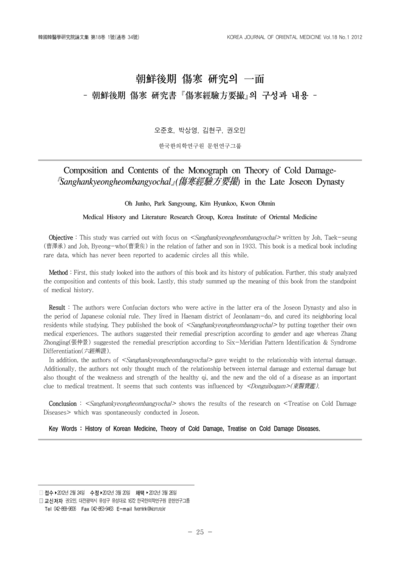 韓國韓醫學硏究院論文集 第18卷 1號(通卷 34號) KOREA JOURNAL OF ORIENTAL MEDICINE Vol.18 No.1 2012
朝鮮後期 傷寒 硏究의 一面
- 朝鮮後期 傷寒 硏究書 『傷寒經驗方要撮』의 구성과 내용 -
오준호, 박상영, 김현구, 권오민
한국한의학연구원 문헌연구그룹
Composition and Contents of the Monograph on Theory of Cold Damage-
『Sanghankyeongheombangyochal』(傷寒經驗方要撮) in the Late Joseon Dynasty
Oh Junho, Park Sangyoung, Kim Hyunkoo, Kwon Ohmin
Medical History and Literature Research Group, Korea Institute of Oriental Medicine
Objective : This study was carried out with focus on <Sanghankyeongheombangyochal> written by Joh, Taek-seung
(曺澤承) and Joh, Byeong-who(曺秉侯) in the relation of father and son in 1933. This book is a medical book including
rare data, which has never been reported to academic circles all this while.
Method : First, this study looked into the authors of this book and its history of publication. Further, this study analyzed
the composition and contents of this book. Lastly, this study summed up the meaning of this book from the standpoint
of medical history.
Result : The authors were Confucian doctors who were active in the latter era of the Joseon Dynasty and also in
the period of Japanese colonial rule. They lived in Haenam district of Jeonlanam-do, and cured its neighboring local
residents while studying. They published the book of <Sanghankyeongheombangyochal> by putting together their own
medical experiences. The authors suggested their remedial prescription according to gender and age whereas Zhang
Zhongjing(張仲景) suggested the remedial prescription according to Six-Meridian Pattern Identification & Syndrome
Differentiation(六經辨證).
In addition, the authors of <Sanghankyeongheombangyochal> gave weight to the relationship with internal damage.
Additionally, the authors not only thought much of the relationship between internal damage and external damage but
also thought of the weakness and strength of the healthy qi, and the new and the old of a disease as an important
clue to medical treatment. It seems that such contents was influenced by <Donguibogam>(東醫寶鑑).
Conclusion : <Sanghankyeongheombangyochal> shows the results of the research on <Treatise on Cold Damage
Diseases> which was spontaneously conducted in Joseon.
Key Words : History of Korean Medicine, Theory of Cold Damage, Treatise on Cold Damage Diseases.
□ 접수▶2012년 2월 24일 수정▶2012년 3월 20일 채택▶2012년 3월 28일
□ 교신저자 권오민, 대전광역시 유성구 유성대로 1672 한국한의학연구원 문헌연구그룹
- 25 -